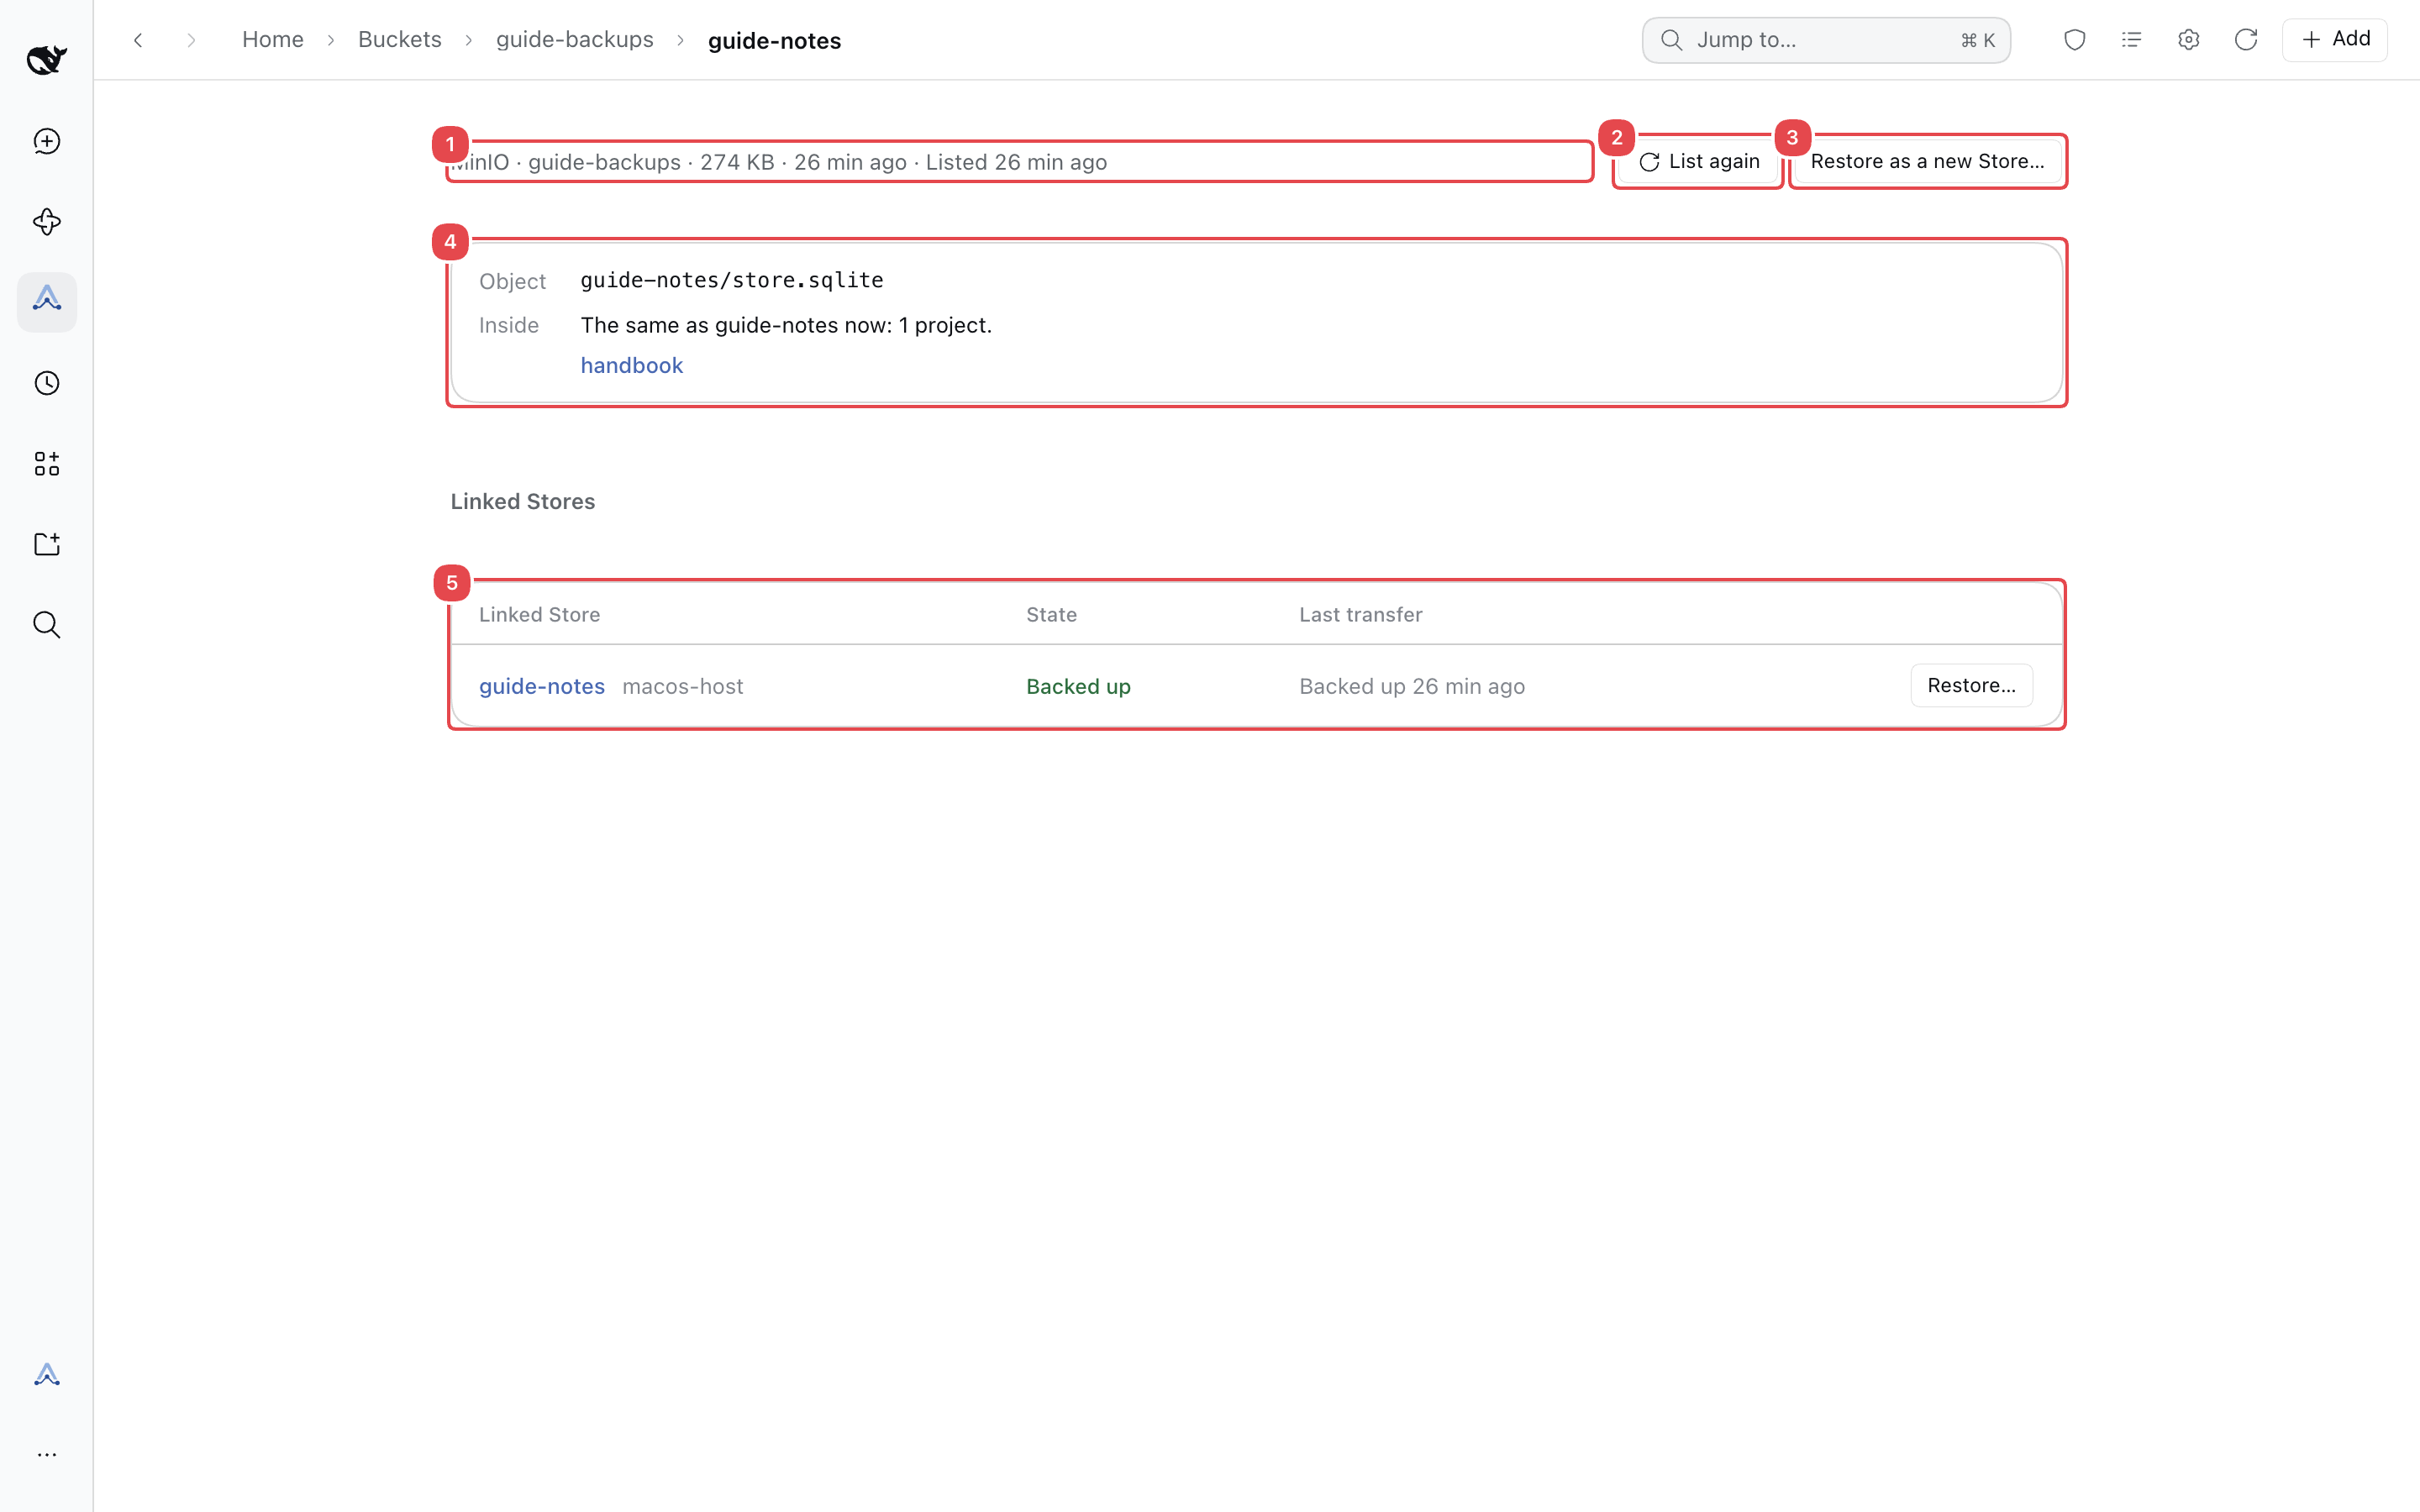 Home › Buckets › guide-backups › guide-notes
Jump to... ⌘ K
+ Add
1 2 3
MinIO · guide-backups · 274 KB · 26 min ago · Listed 26 min ago
List again
Restore as a new Store...
4
Object guide-notes/store.sqlite
Inside The same as guide-notes now: 1 project.
handbook
Linked Stores
5
Linked Store State Last transfer
guide-notes macos-host Backed up Backed up 26 min ago Restore...